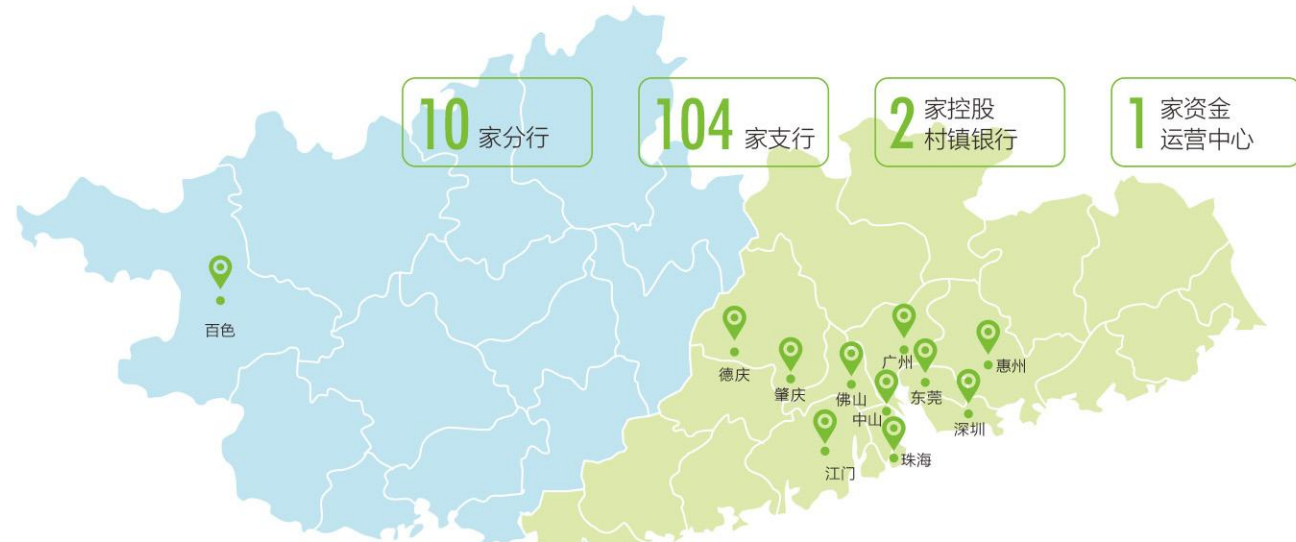 10 家分行
104 家支行
2 家控股
村镇银行
1 家资金
运营中心
百色
德庆
肇庆
佛山
广州
中山
东莞
惠州
深圳
江门
珠海